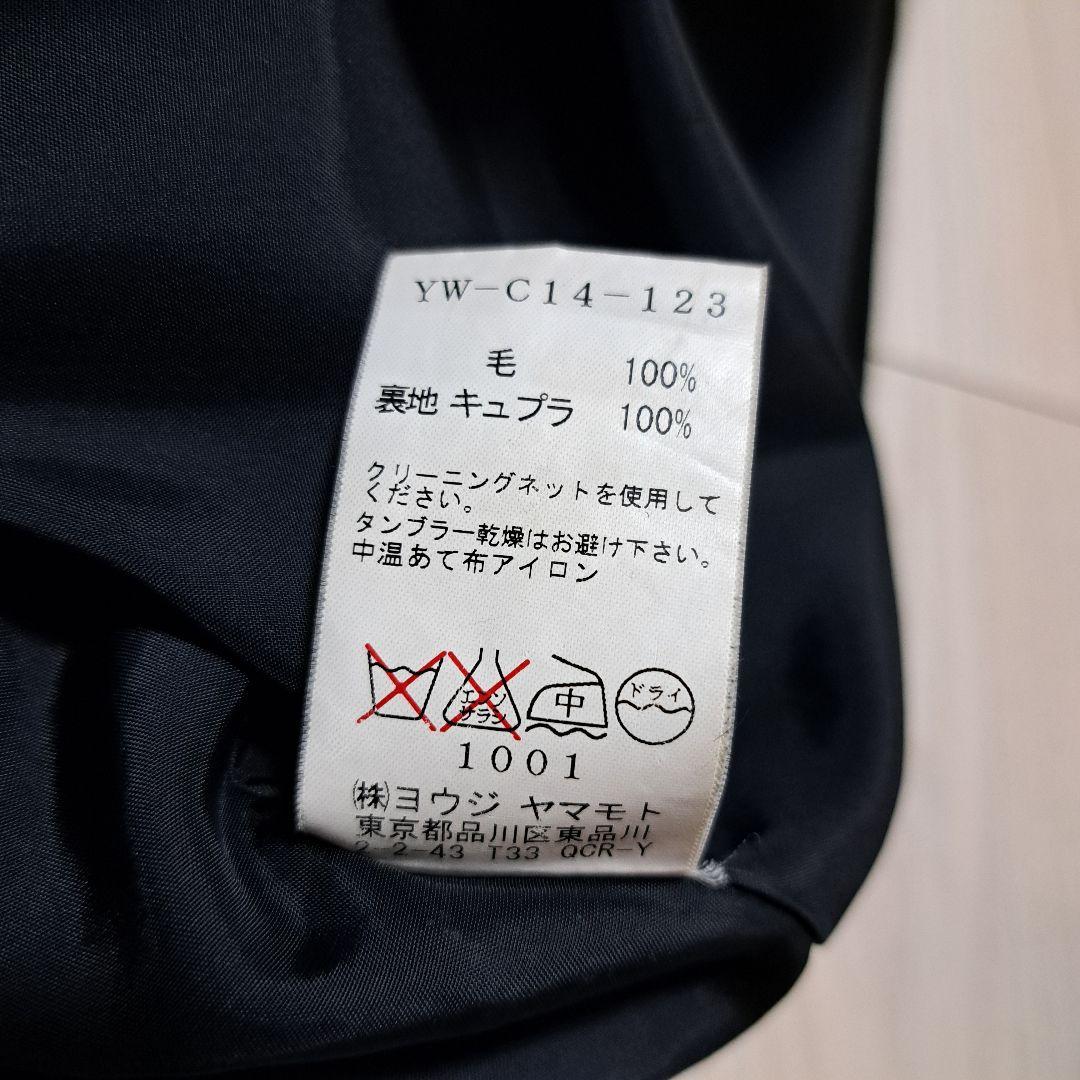 YW-C14-123
毛 100%
裏地 キュプラ 100%
クリーニングネットを使用して
ください。
タンブラー乾燥はお避け下さい。
中温あて布アイロン
エンソ
サラシ
中
ドライ
1001
㈱ヨウジ ヤマモト
東京都品川区東品川
2-2-43 T33 QCR-Y